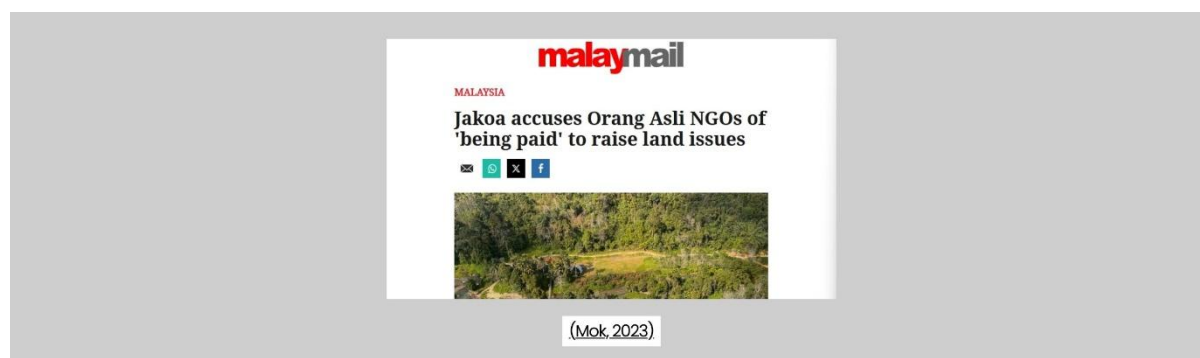 malaymail
MALAYSIA
Jakoa accuses Orang Asli NGOs of
'being paid' to raise land issues
(Mok, 2023)